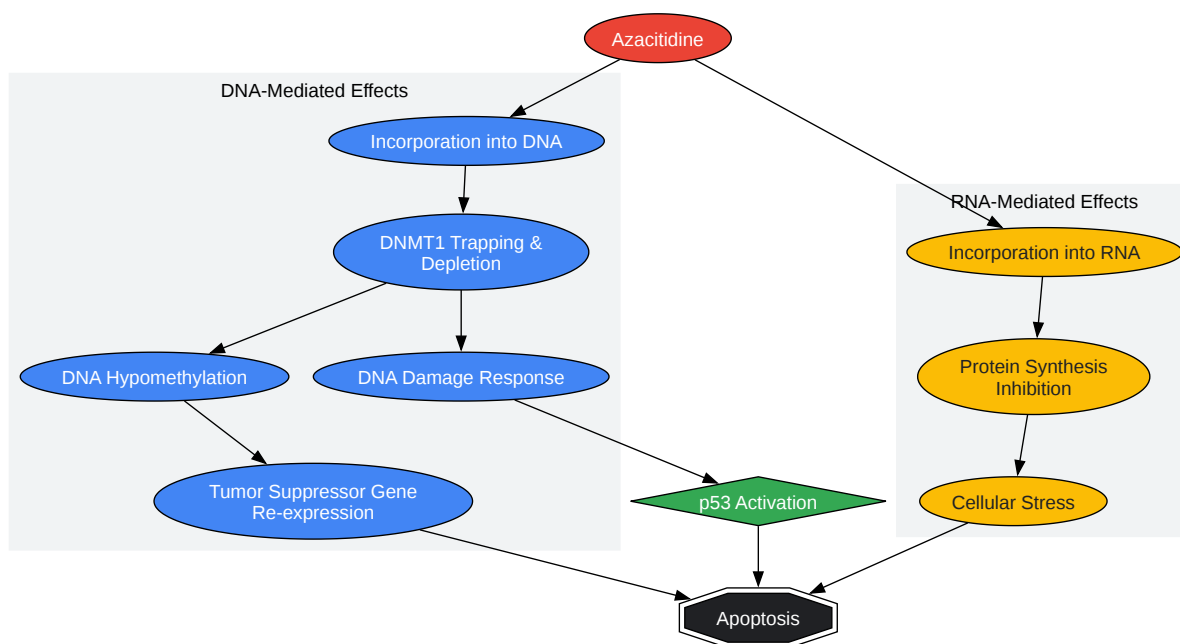 Azacitidine
DNA-Mediated Effects
Incorporation into DNA
RNA-Mediated Effects
DNMT1 Trapping &
Depletion
Incorporation into RNA
DNA Hypomethylation
DNA Damage Response
Protein Synthesis
Inhibition
Tumor Suppressor Gene
Re-expression
p53 Activation
Cellular Stress
Apoptosis